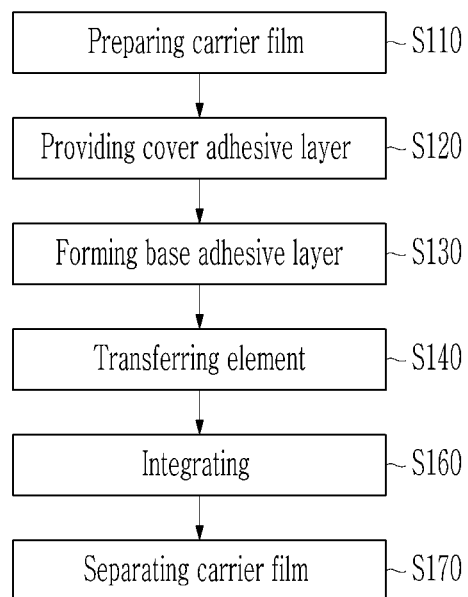 Preparing carrier film S110
Providing cover adhesive layer S120
Forming base adhesive layer S130
Transferring element S140
Integrating S160
Separating carrier film S170